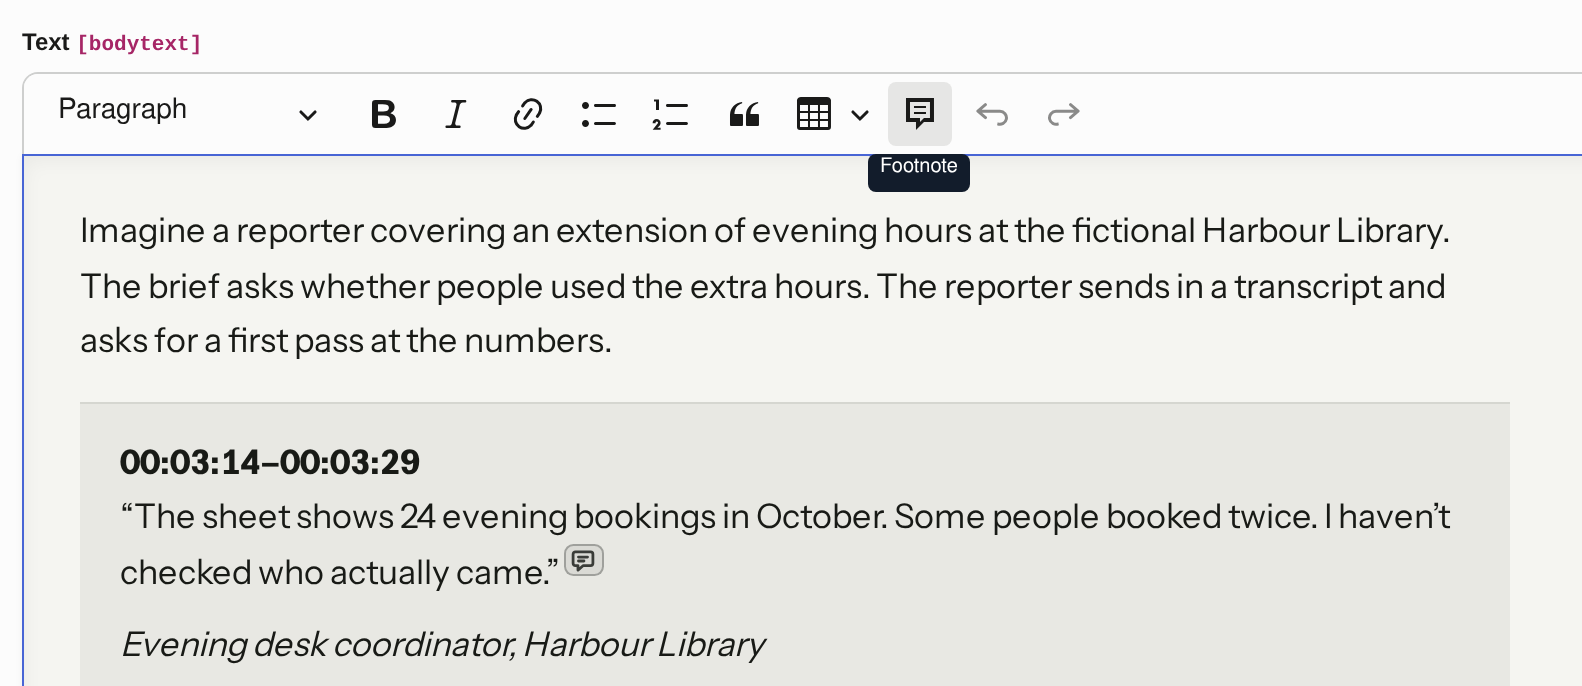 Text [bodytext]
Paragraph
Footnote
Imagine a reporter covering an extension of evening hours at the fictional Harbour Library.
The brief asks whether people used the extra hours. The reporter sends in a transcript and
asks for a first pass at the numbers.
00:03:14–00:03:29
“The sheet shows 24 evening bookings in October. Some people booked twice. I haven’t
checked who actually came.”
Evening desk coordinator, Harbour Library